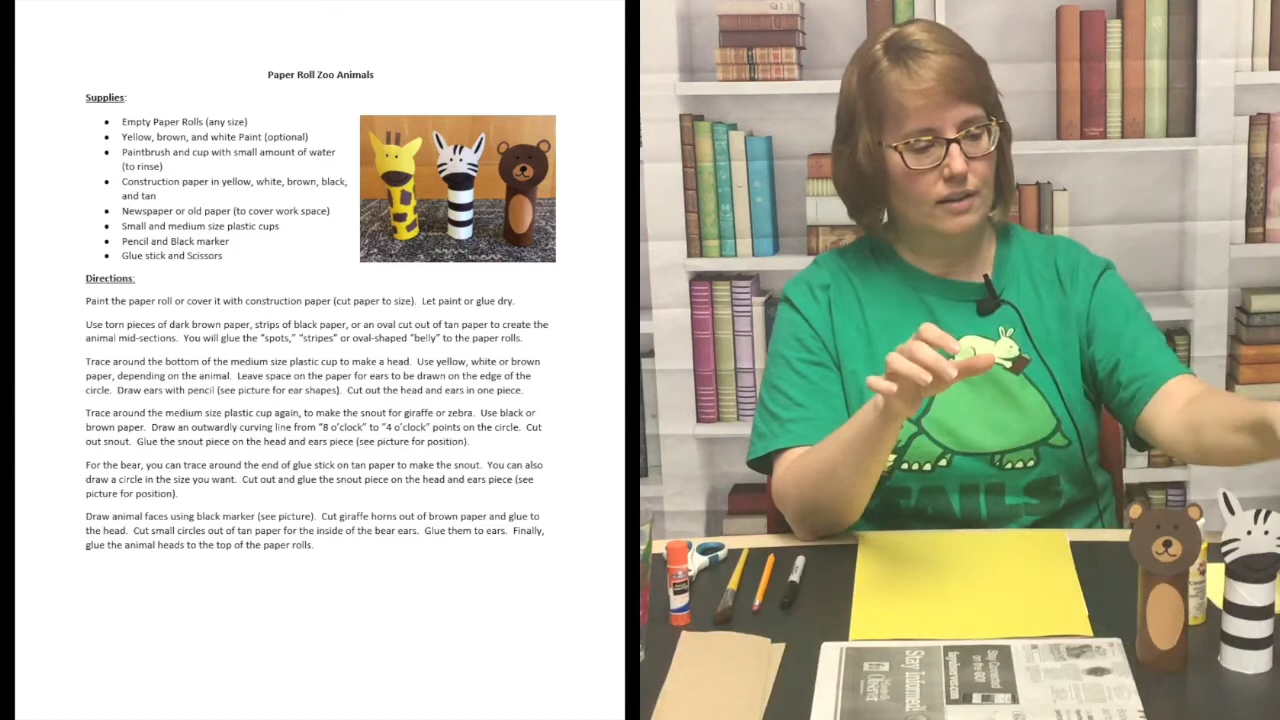 Paper Roll Zoo Animals
Supplies:
• Empty Paper Rolls (any size)
• Yellow, brown, and white Paint (optional)
• Paintbrush and cup with small amount of water
(to rinse)
• Construction paper in yellow, white, brown, black,
and tan
• Newspaper or old paper (to cover work space)
• Small and medium size plastic cups
• Pencil and Black marker
• Glue stick and Scissors
Directions:
Paint the paper roll or cover it with construction paper (cut paper to size). Let paint or glue dry.
Use torn pieces of dark brown paper, strips of black paper, or an oval cut out of tan paper to create the
animal mid-sections. You will glue the “spots,” “stripes” or oval-shaped “belly” to the paper rolls.
Trace around the bottom of the medium size plastic cup to make a head. Use yellow, white or brown
paper, depending on the animal. Leave space on the paper for ears to be drawn on the edge of the
circle. Draw ears with pencil (see picture for ear shapes). Cut out the head and ears in one piece.
Trace around the medium size plastic cup again, to make the snout for giraffe or zebra. Use black or
brown paper. Draw an outwardly curving line from “8 o’clock” to “4 o’clock” points on the circle. Cut
out snout. Glue the snout piece on the head and ears piece (see picture for position).
For the bear, you can trace around the end of glue stick on tan paper to make the snout. You can also
draw a circle in the size you want. Cut out and glue the snout piece on the head and ears piece (see
picture for position).
Draw animal faces using black marker (see picture). Cut giraffe horns out of brown paper and glue to
the head. Cut small circles out of tan paper for the inside of the bear ears. Glue them to ears. Finally,
glue the animal heads to the top of the paper rolls.
TAILS
Stay Informed!
Observer
Stay Connected
on the GO!